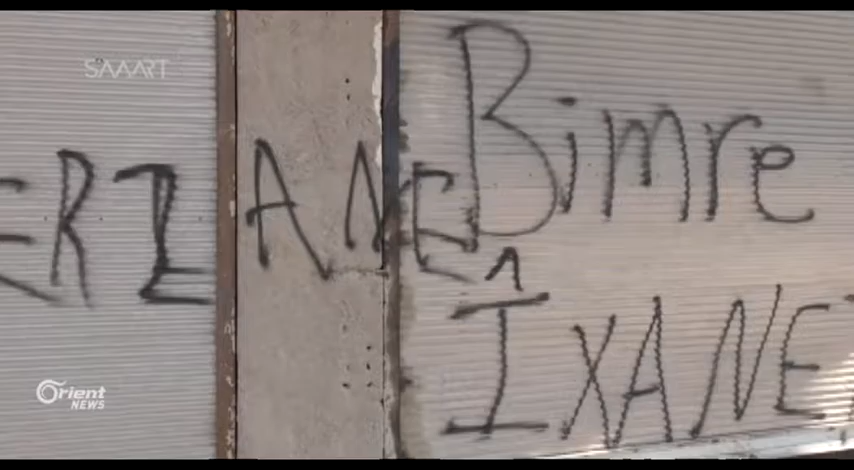 SMART
Bimre
ERZANE
ÎXANE
Orient
NEWS